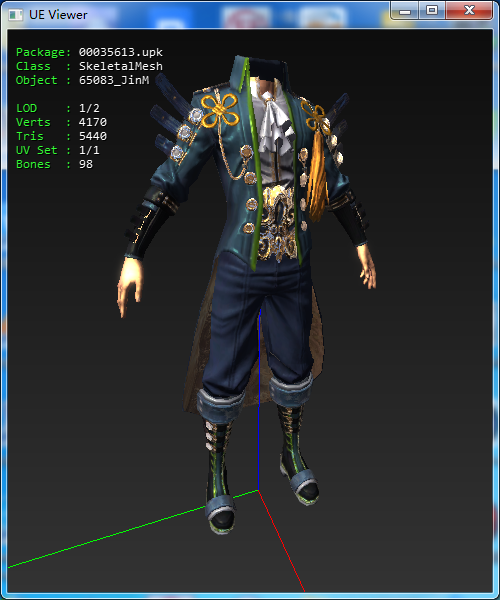 UE Viewer
Package: 00035613.upk
Class : SkeletalMesh
Object : 65083_JinM
LOD : 1/2
Verts : 4170
Tris : 5440
UV Set : 1/1
Bones : 98